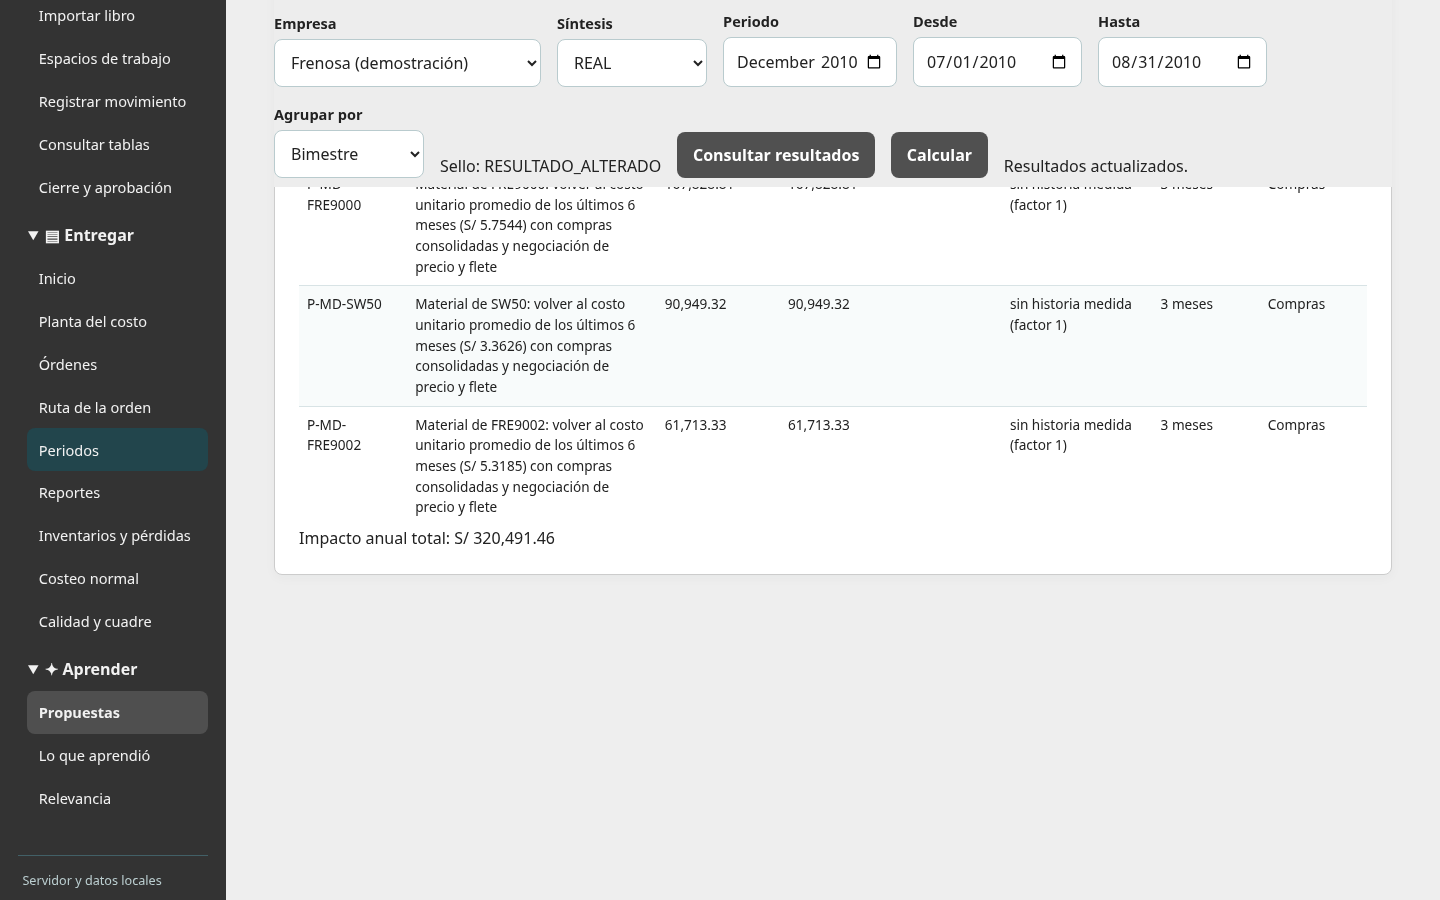 Importar libro
Espacios de trabajo
Registrar movimiento
Consultar tablas
Cierre y aprobación
▼ ▤ Entregar
Inicio
Planta del costo
Órdenes
Ruta de la orden
Periodos
Reportes
Inventarios y pérdidas
Costeo normal
Calidad y cuadre
▼ ✦ Aprender
Propuestas
Lo que aprendió
Relevancia
Servidor y datos locales
Empresa
Síntesis
Periodo
Desde
Hasta
Frenosa (demostración)
REAL
December 2010
07/01/2010
08/31/2010
Agrupar por
Bimestre
Sello: RESULTADO_ALTERADO
Consultar resultados
Calcular
Resultados actualizados.
FRE9000
unitario promedio de los últimos 6
meses (S/ 5.7544) con compras
consolidadas y negociación de
precio y flete
(factor 1)
P-MD-SW50
Material de SW50: volver al costo
unitario promedio de los últimos 6
meses (S/ 3.3626) con compras
consolidadas y negociación de
precio y flete
90,949.32
90,949.32
sin historia medida
(factor 1)
3 meses
Compras
P-MD-
FRE9002
Material de FRE9002: volver al costo
unitario promedio de los últimos 6
meses (S/ 5.3185) con compras
consolidadas y negociación de
precio y flete
61,713.33
61,713.33
sin historia medida
(factor 1)
3 meses
Compras
Impacto anual total: S/ 320,491.46